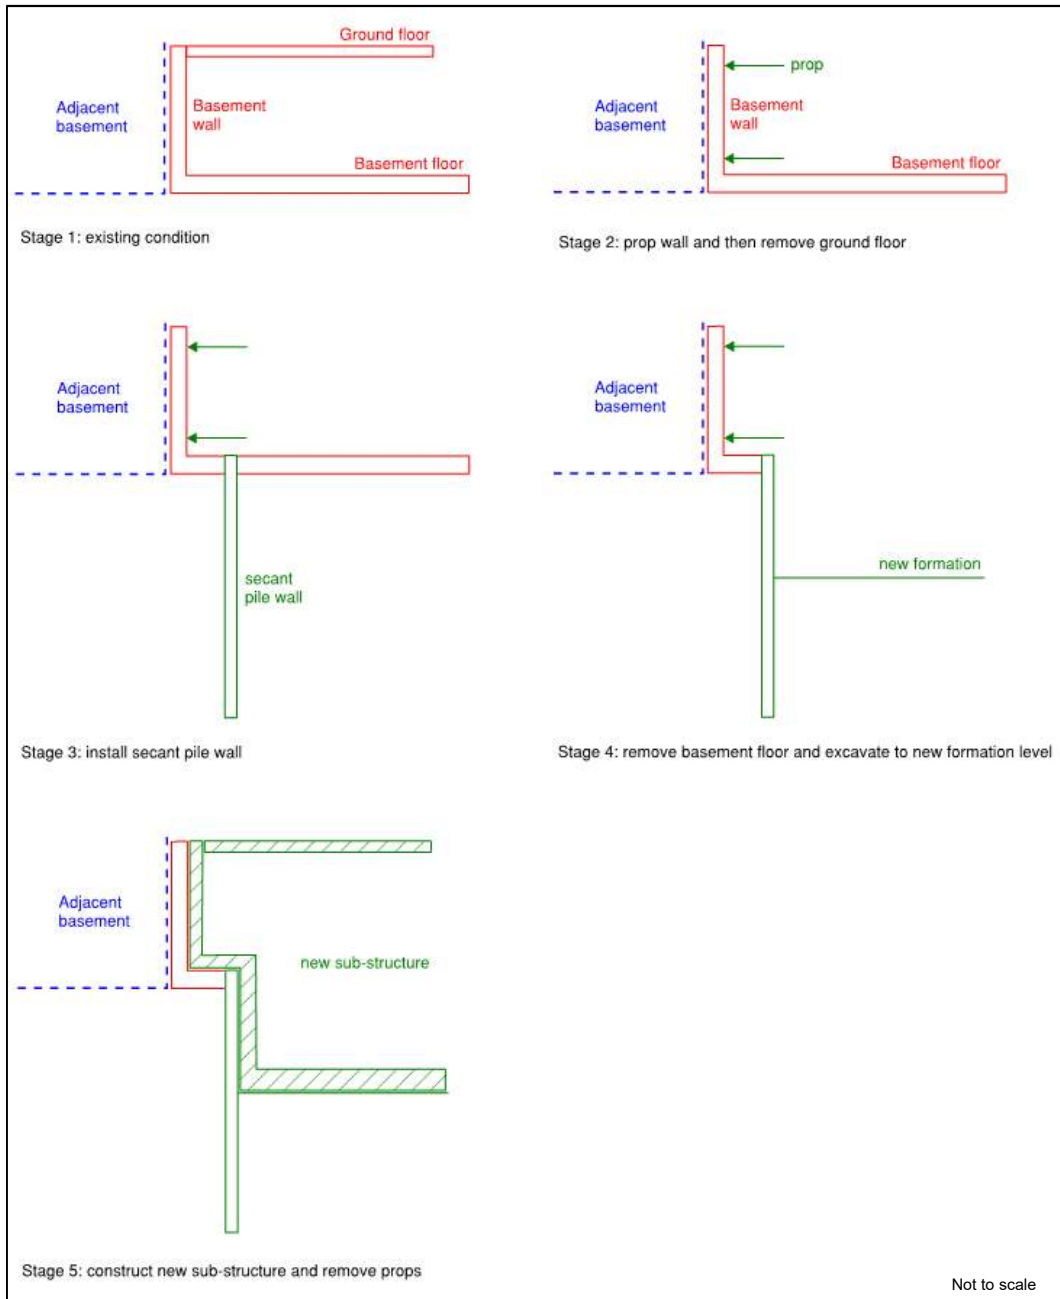 Ground floor
Adjacent
basement
Basement
wall
Basement floor
Stage 1: existing condition
prop
Adjacent
basement
Basement
wall
Basement floor
Stage 2: prop wall and then remove ground floor
Adjacent
basement
secant
pile wall
Stage 3: install secant pile wall
Adjacent
basement
new formation
Stage 4: remove basement floor and excavate to new formation level
Adjacent
basement
new sub-structure
Stage 5: construct new sub-structure and remove props
Not to scale